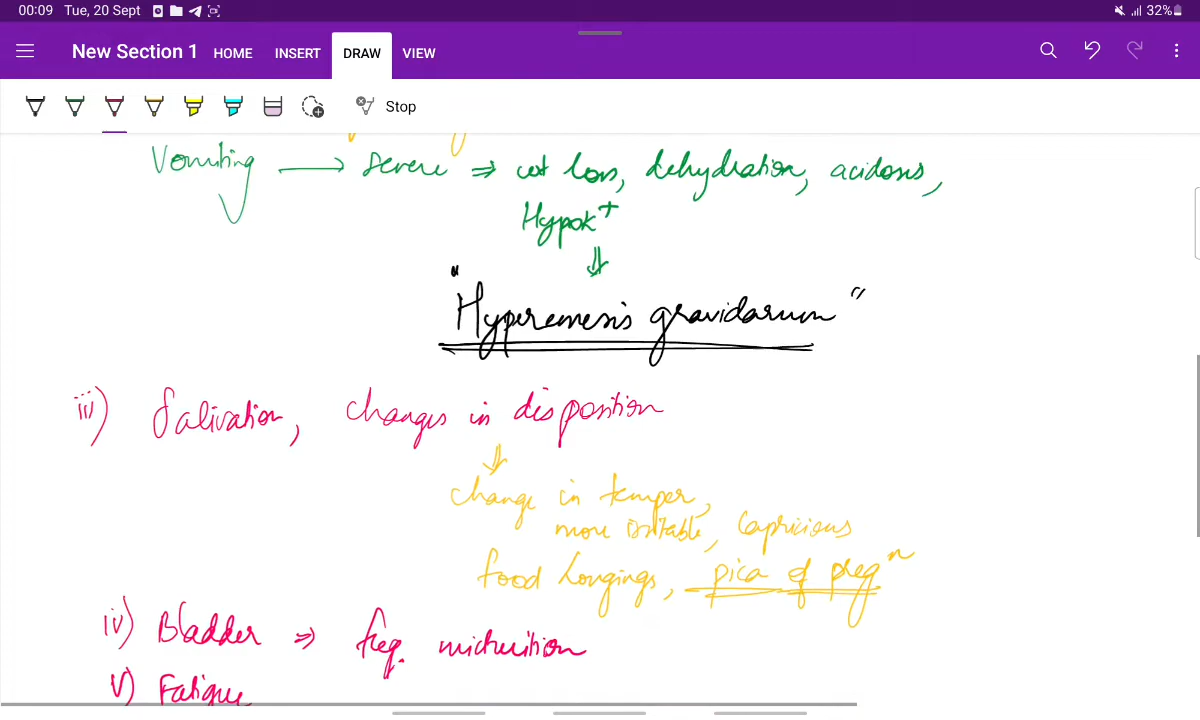 00:09 Tue, 20 Sept 32%
New Section 1 HOME INSERT DRAW VIEW
Stop
Vomiting → Severe ⇒ wt loss, dehydration, acidosis,
Hypok+
⇓
"Hyperemesis gravidarum"
iii) Salivation, changes in disposition
⇓
change in temper,
more irritable, Capricious
food longings, pica of pregⁿ
iv) Bladder ⇒ freq. micturition
v) Fatigue